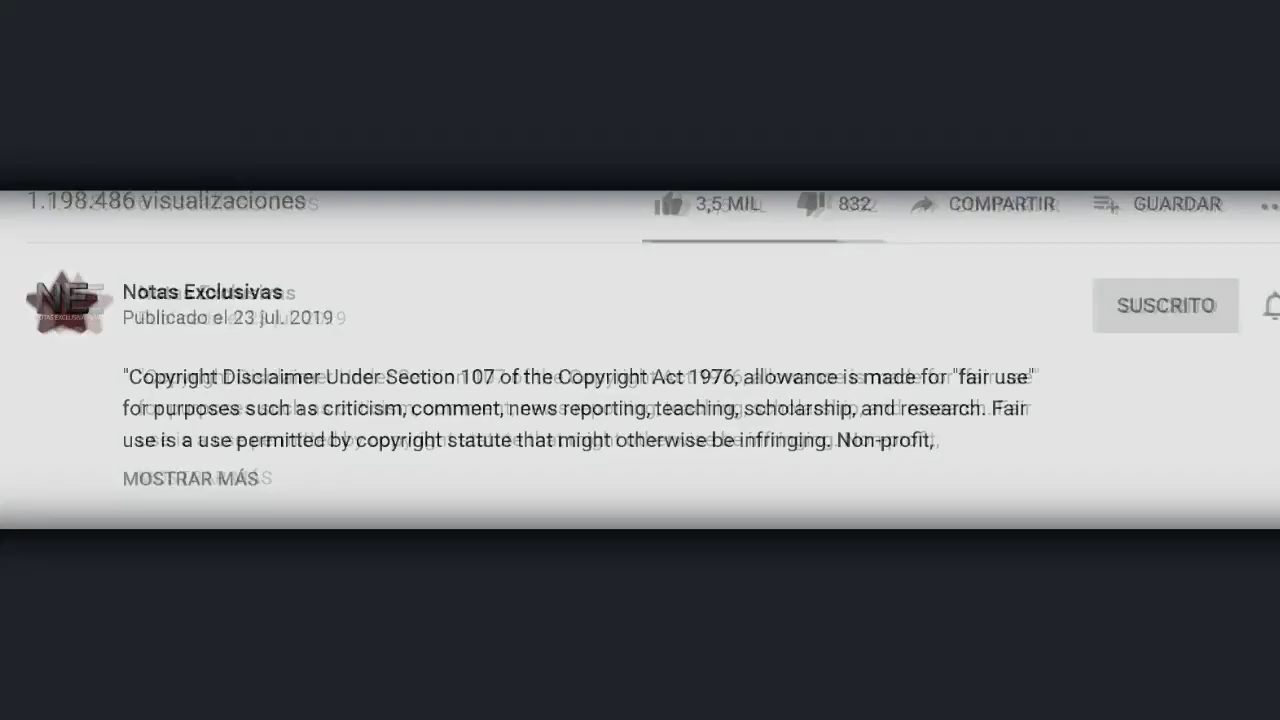 1.198.486 visualizaciones
3,5 MIL
832
COMPARTIR
GUARDAR
NE
Notas Exclusivas
Publicado el 23 jul. 2019
SUSCRITO
"Copyright Disclaimer Under Section 107 of the Copyright Act 1976, allowance is made for "fair use"
for purposes such as criticism, comment, news reporting, teaching, scholarship, and research. Fair
use is a use permitted by copyright statute that might otherwise be infringing. Non-profit,
MOSTRAR MÁS